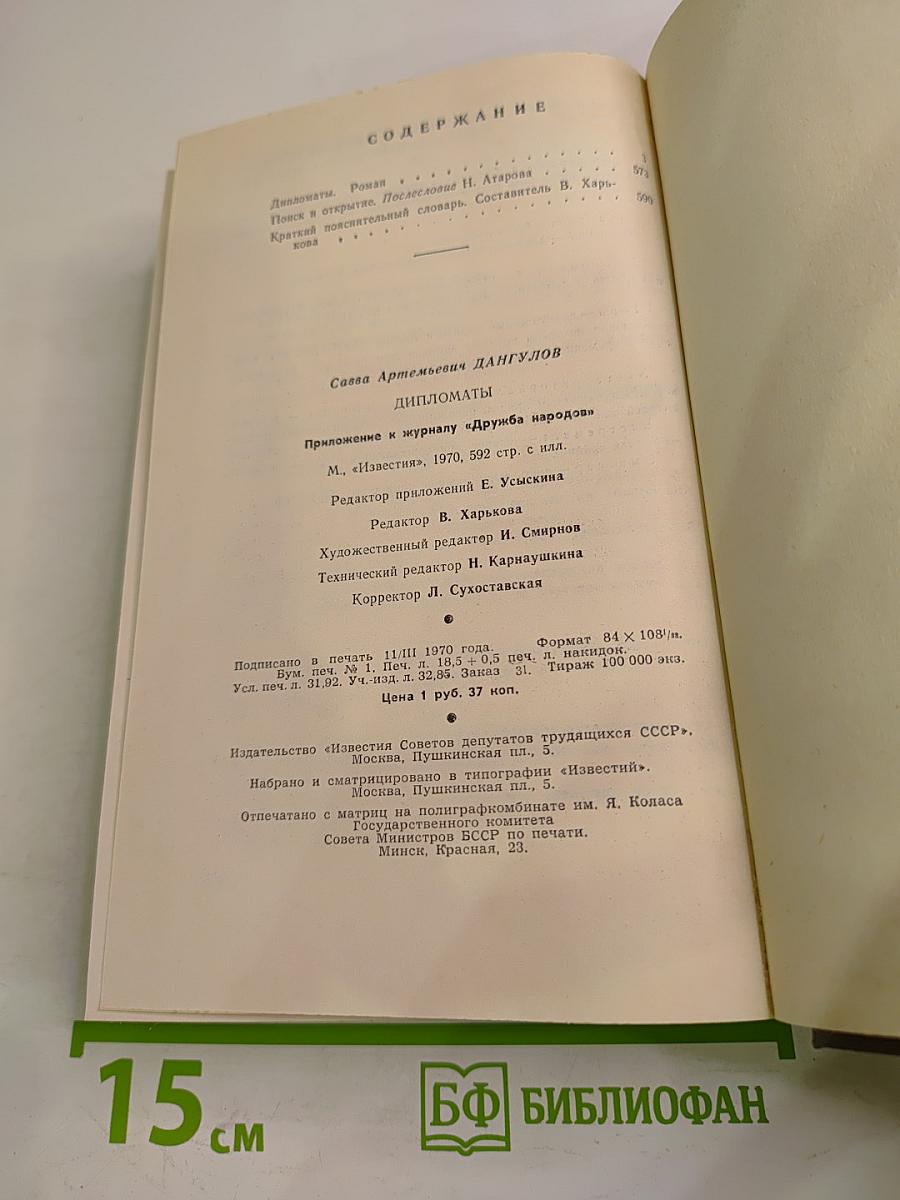 СОДЕРЖАНИЕ
Дипломаты. Роман . . . . . . . . . . . . . 3
Поиск и открытие. Послесловие Н. Атарова . . . . . 573
Краткий пояснительный словарь. Составитель В. Харь-
кова . . . . . . . . . . . . . . . . 590
Савва Артемьевич ДАНГУЛОВ
ДИПЛОМАТЫ
Приложение к журналу «Дружба народов»
М., «Известия», 1970, 592 стр. с илл.
Редактор приложений Е. Усыскина
Редактор В. Харькова
Художественный редактор И. Смирнов
Технический редактор Н. Карнаушкина
Корректор Л. Сухоставская
Подписано в печать 11/III 1970 года. Формат 84 × 108¹/₃₂.
Бум. печ. № 1. Печ. л. 18,5 + 0,5 печ. л. накидок.
Усл. печ. л. 31,92. Уч.-изд. л. 32,85. Заказ 31. Тираж 100 000 экз.
Цена 1 руб. 37 коп.
Издательство «Известия Советов депутатов трудящихся СССР».
Москва, Пушкинская пл., 5.
Набрано и сматрицировано в типографии «Известий».
Москва, Пушкинская пл., 5.
Отпечатано с матриц на полиграфкомбинате им. Я. Коласа
Государственного комитета
Совета Министров БССР по печати.
Минск, Красная, 23.
15 см
БФ БИБЛИОФАН